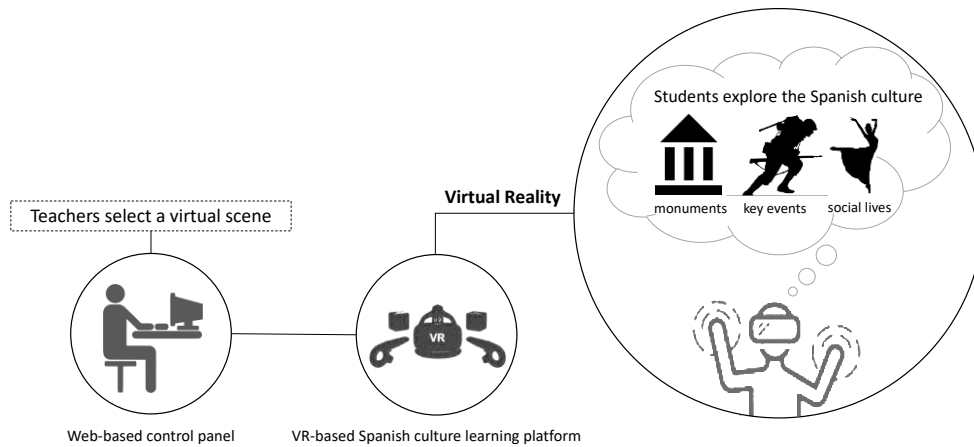 Students explore the Spanish culture
monuments
key events
social lives
Virtual Reality
Teachers select a virtual scene
VR
Web-based control panel
VR-based Spanish culture learning platform